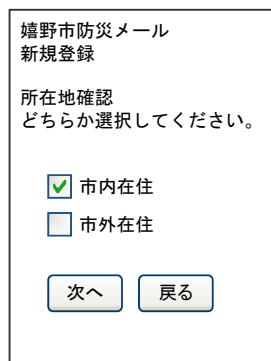 嬉野市防災メール
新規登録
所在地確認
どちらか選択してください。
市内在住
市外在住
次へ 戻る